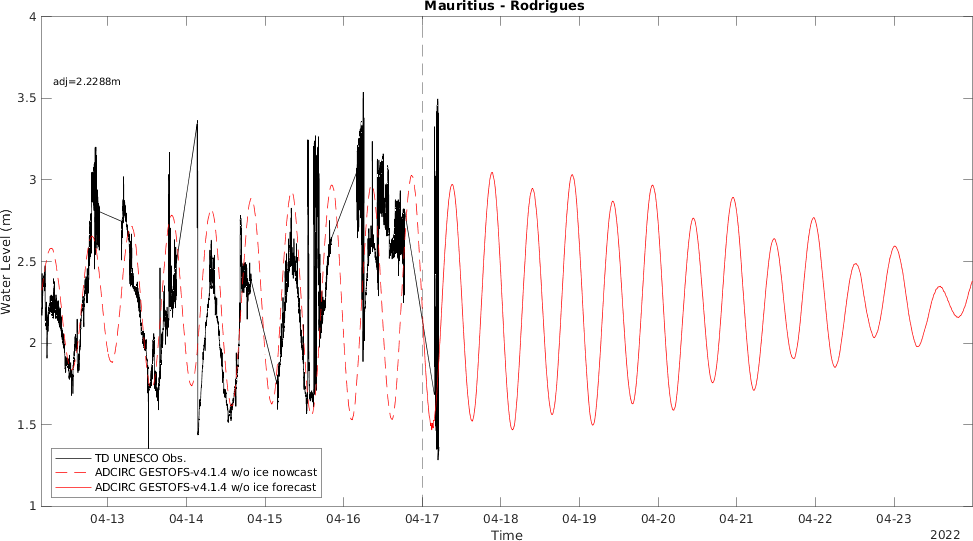 Mauritius - Rodrigues
4
adj=2.2288m
3.5
3
2.5
2
1.5
1
Water Level (m)
TD UNESCO Obs.
ADCIRC GESTOFS-v4.1.4 w/o ice nowcast
ADCIRC GESTOFS-v4.1.4 w/o ice forecast
04-13 04-14 04-15 04-16 04-17 04-18 04-19 04-20 04-21 04-22 04-23
Time
2022